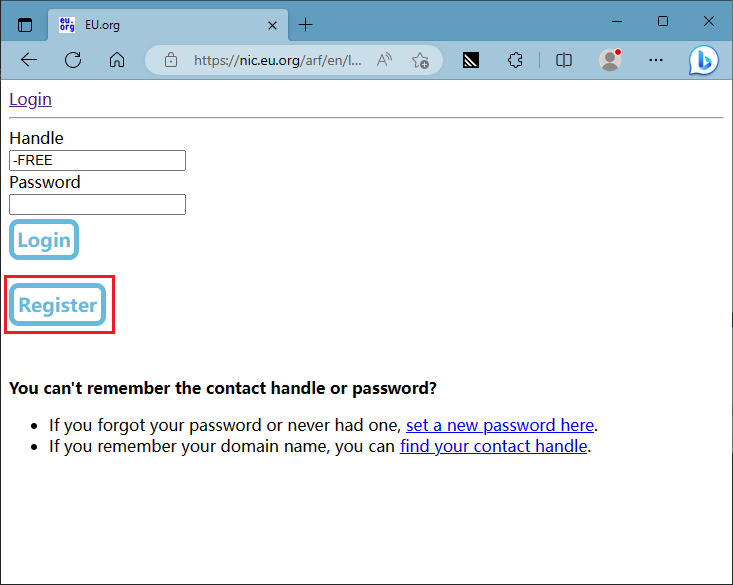 eu.
org
EU.org
https://nic.eu.org/arf/en/l...
Login
Handle
-FREE
Password
Login
Register
You can't remember the contact handle or password?
If you forgot your password or never had one, set a new password here.
If you remember your domain name, you can find your contact handle.